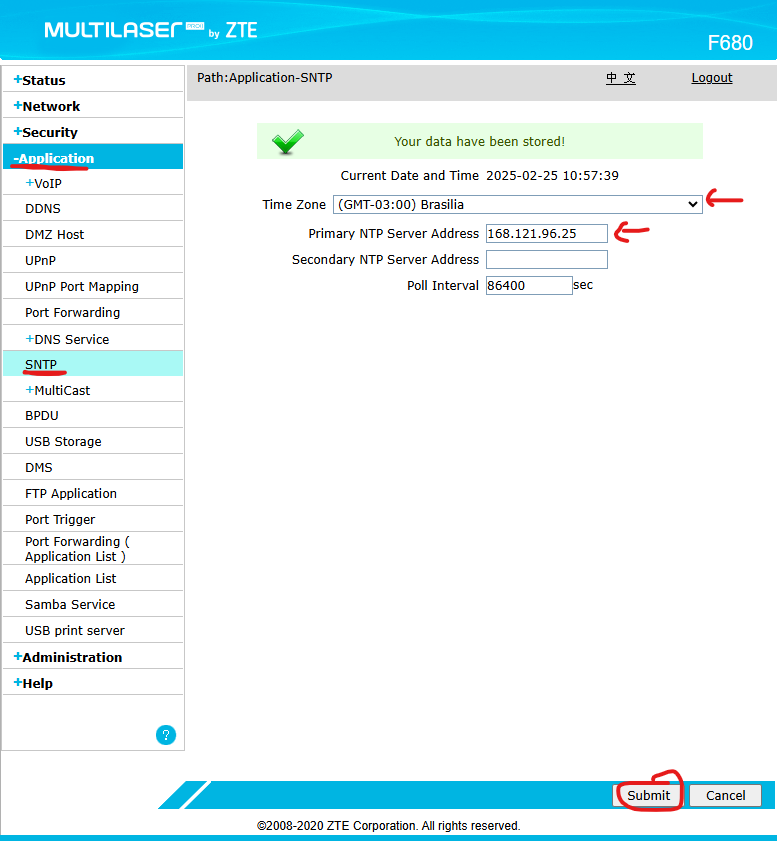 MULTILASER PRO by ZTE
F680
+Status
+Network
+Security
-Application
+VoIP
DDNS
DMZ Host
UPnP
UPnP Port Mapping
Port Forwarding
+DNS Service
SNTP
+MultiCast
BPDU
USB Storage
DMS
FTP Application
Port Trigger
Port Forwarding (
Application List )
Application List
Samba Service
USB print server
+Administration
+Help
?
Path:Application-SNTP
中 文
Logout
Your data have been stored!
Current Date and Time 2025-02-25 10:57:39
Time Zone (GMT-03:00) Brasilia
Primary NTP Server Address 168.121.96.25
Secondary NTP Server Address
Poll Interval 86400 sec
Submit
Cancel
©2008-2020 ZTE Corporation. All rights reserved.